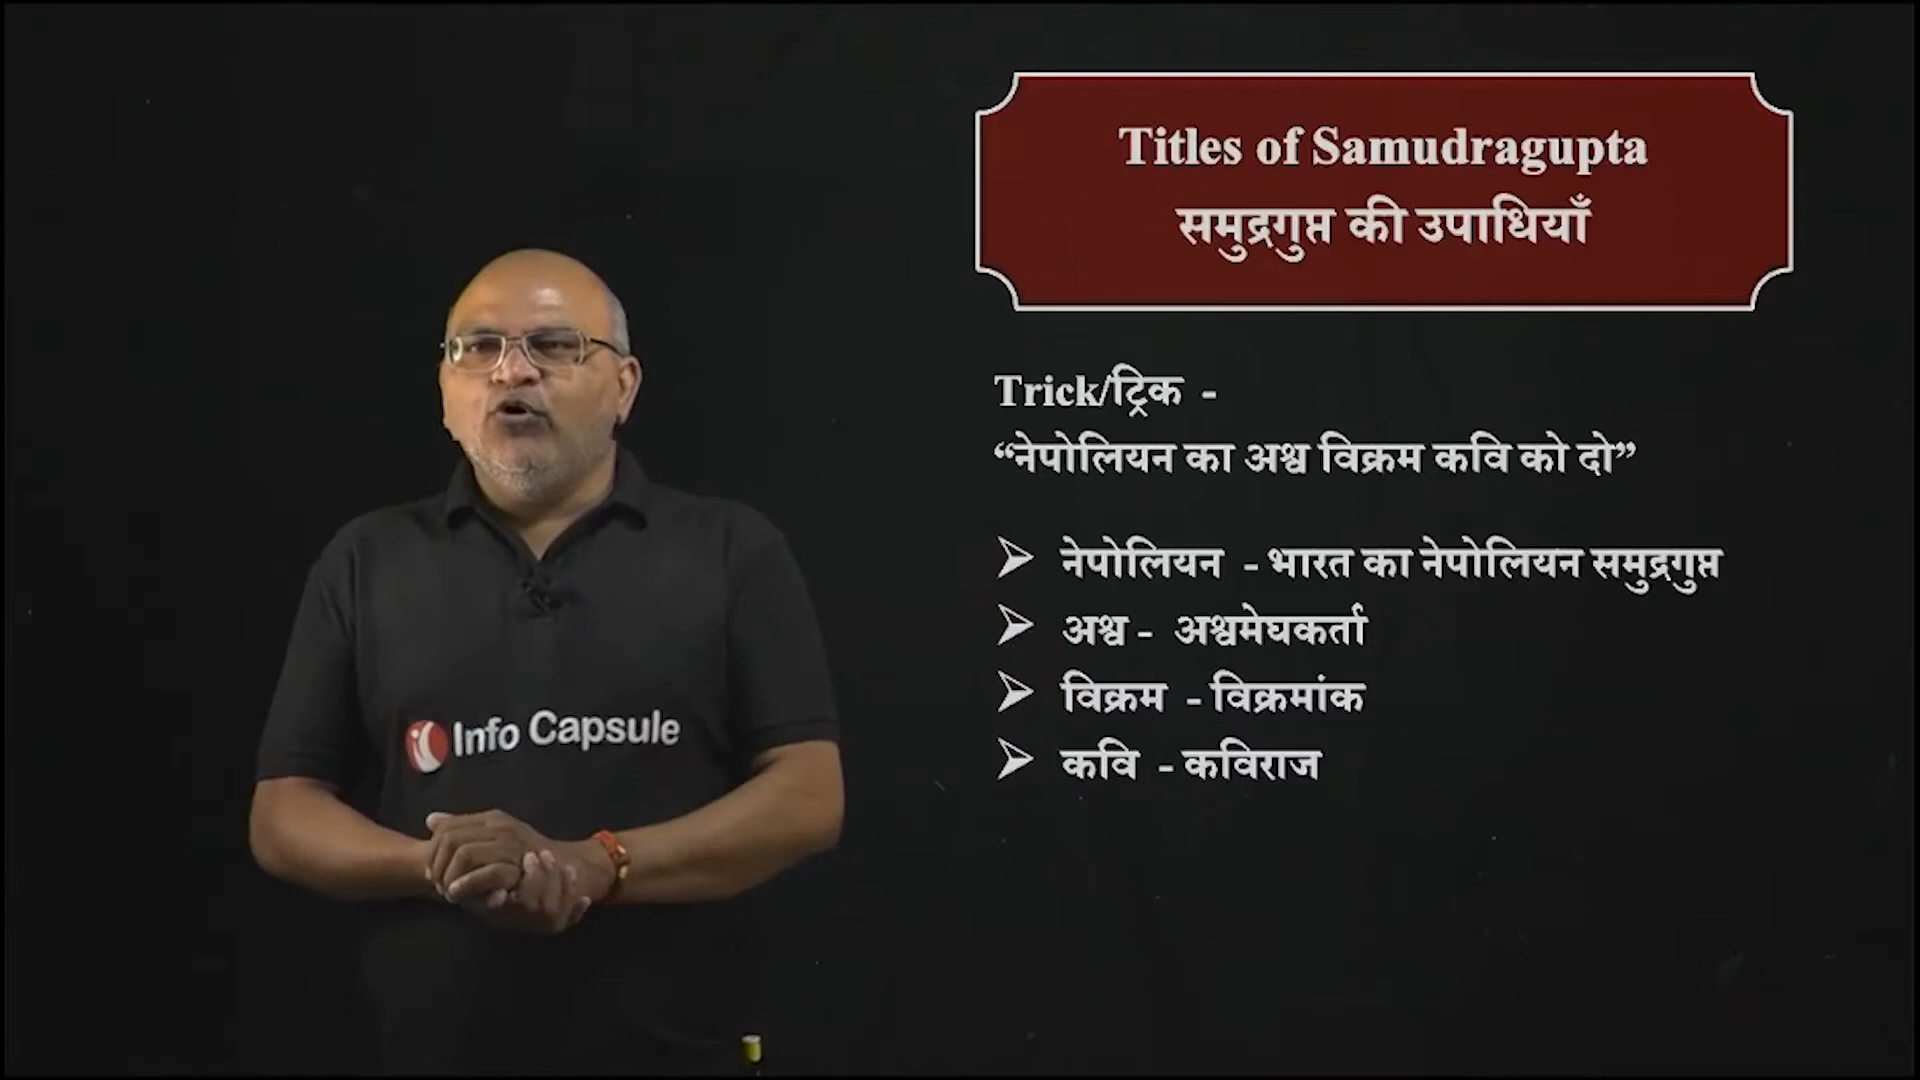 Titles of Samudragupta
समुद्रगुप्त की उपाधियाँ
Trick/ट्रिक -
“नेपोलियन का अश्व विक्रम कवि को दो”
नेपोलियन - भारत का नेपोलियन समुद्रगुप्त
अश्व - अश्वमेघकर्ता
विक्रम - विक्रमांक
कवि - कविराज
Info Capsule